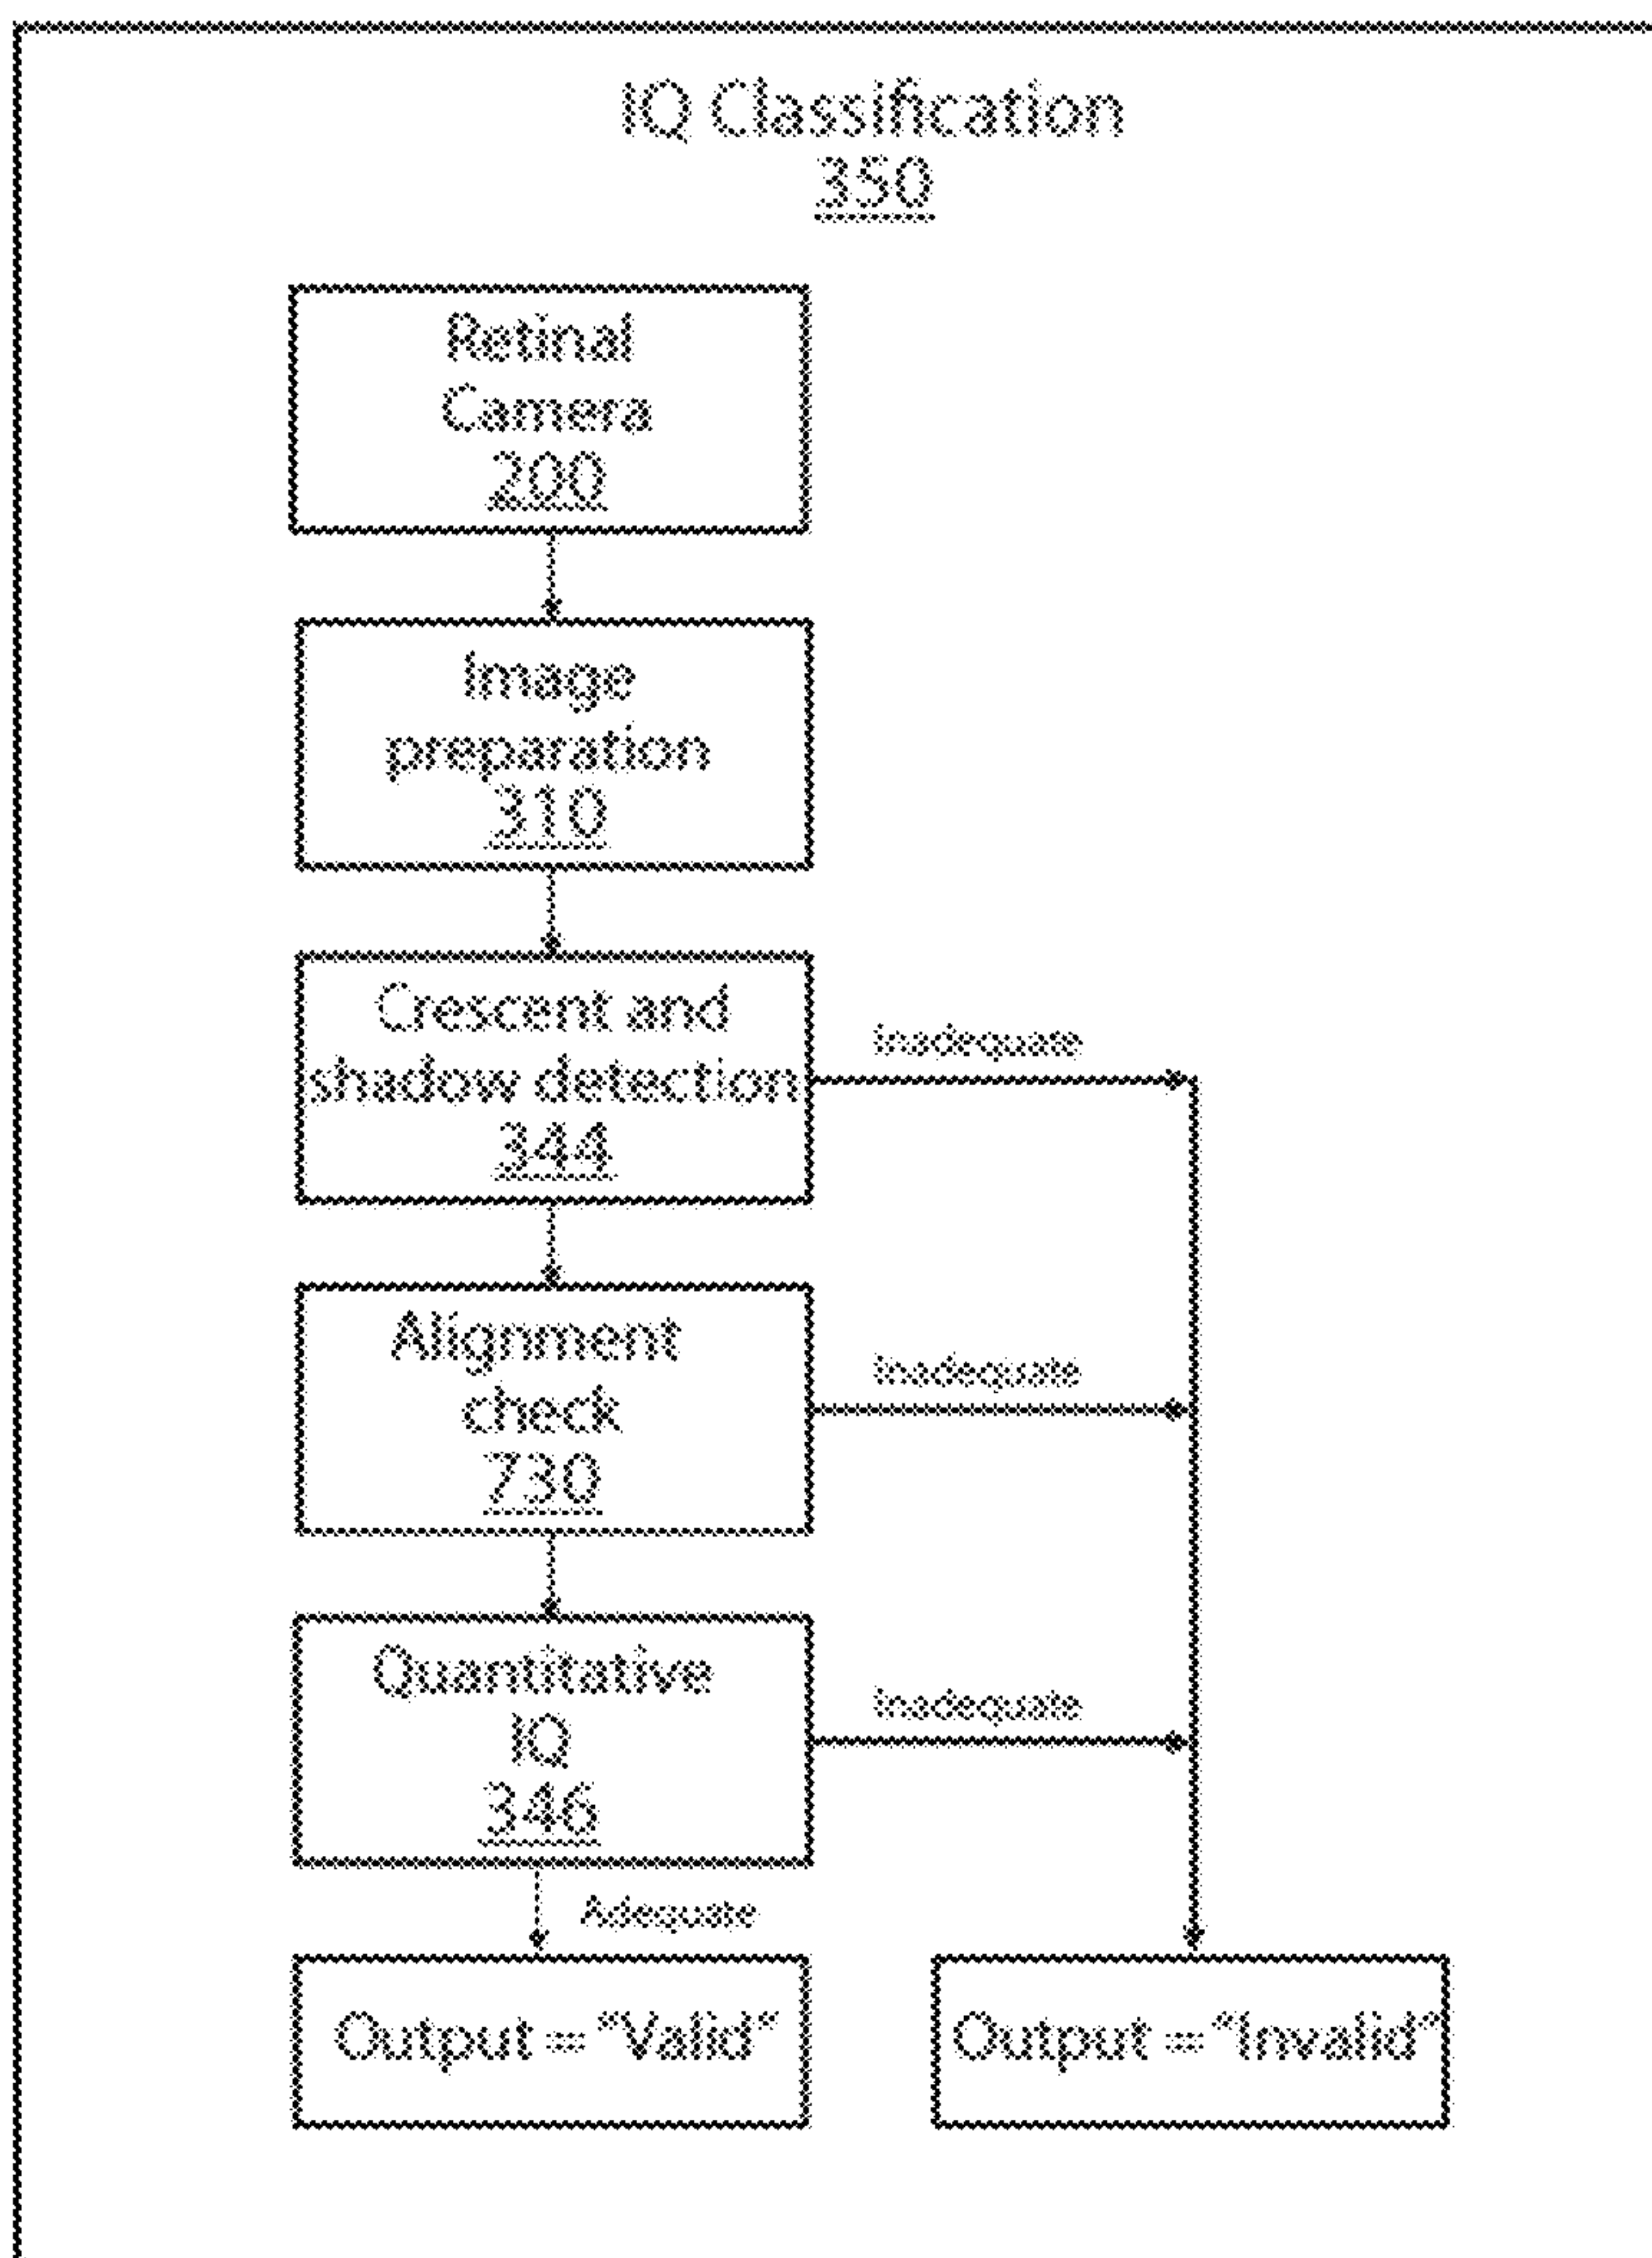 IQ Classification
350
Retinal
Camera
200
Image
preparation
310
Crescent and
shadow detection
344
inadequate
Alignment
check
730
inadequate
Quantitative
IQ
346
inadequate
Adequate
Output = "Valid"
Output = "Invalid"